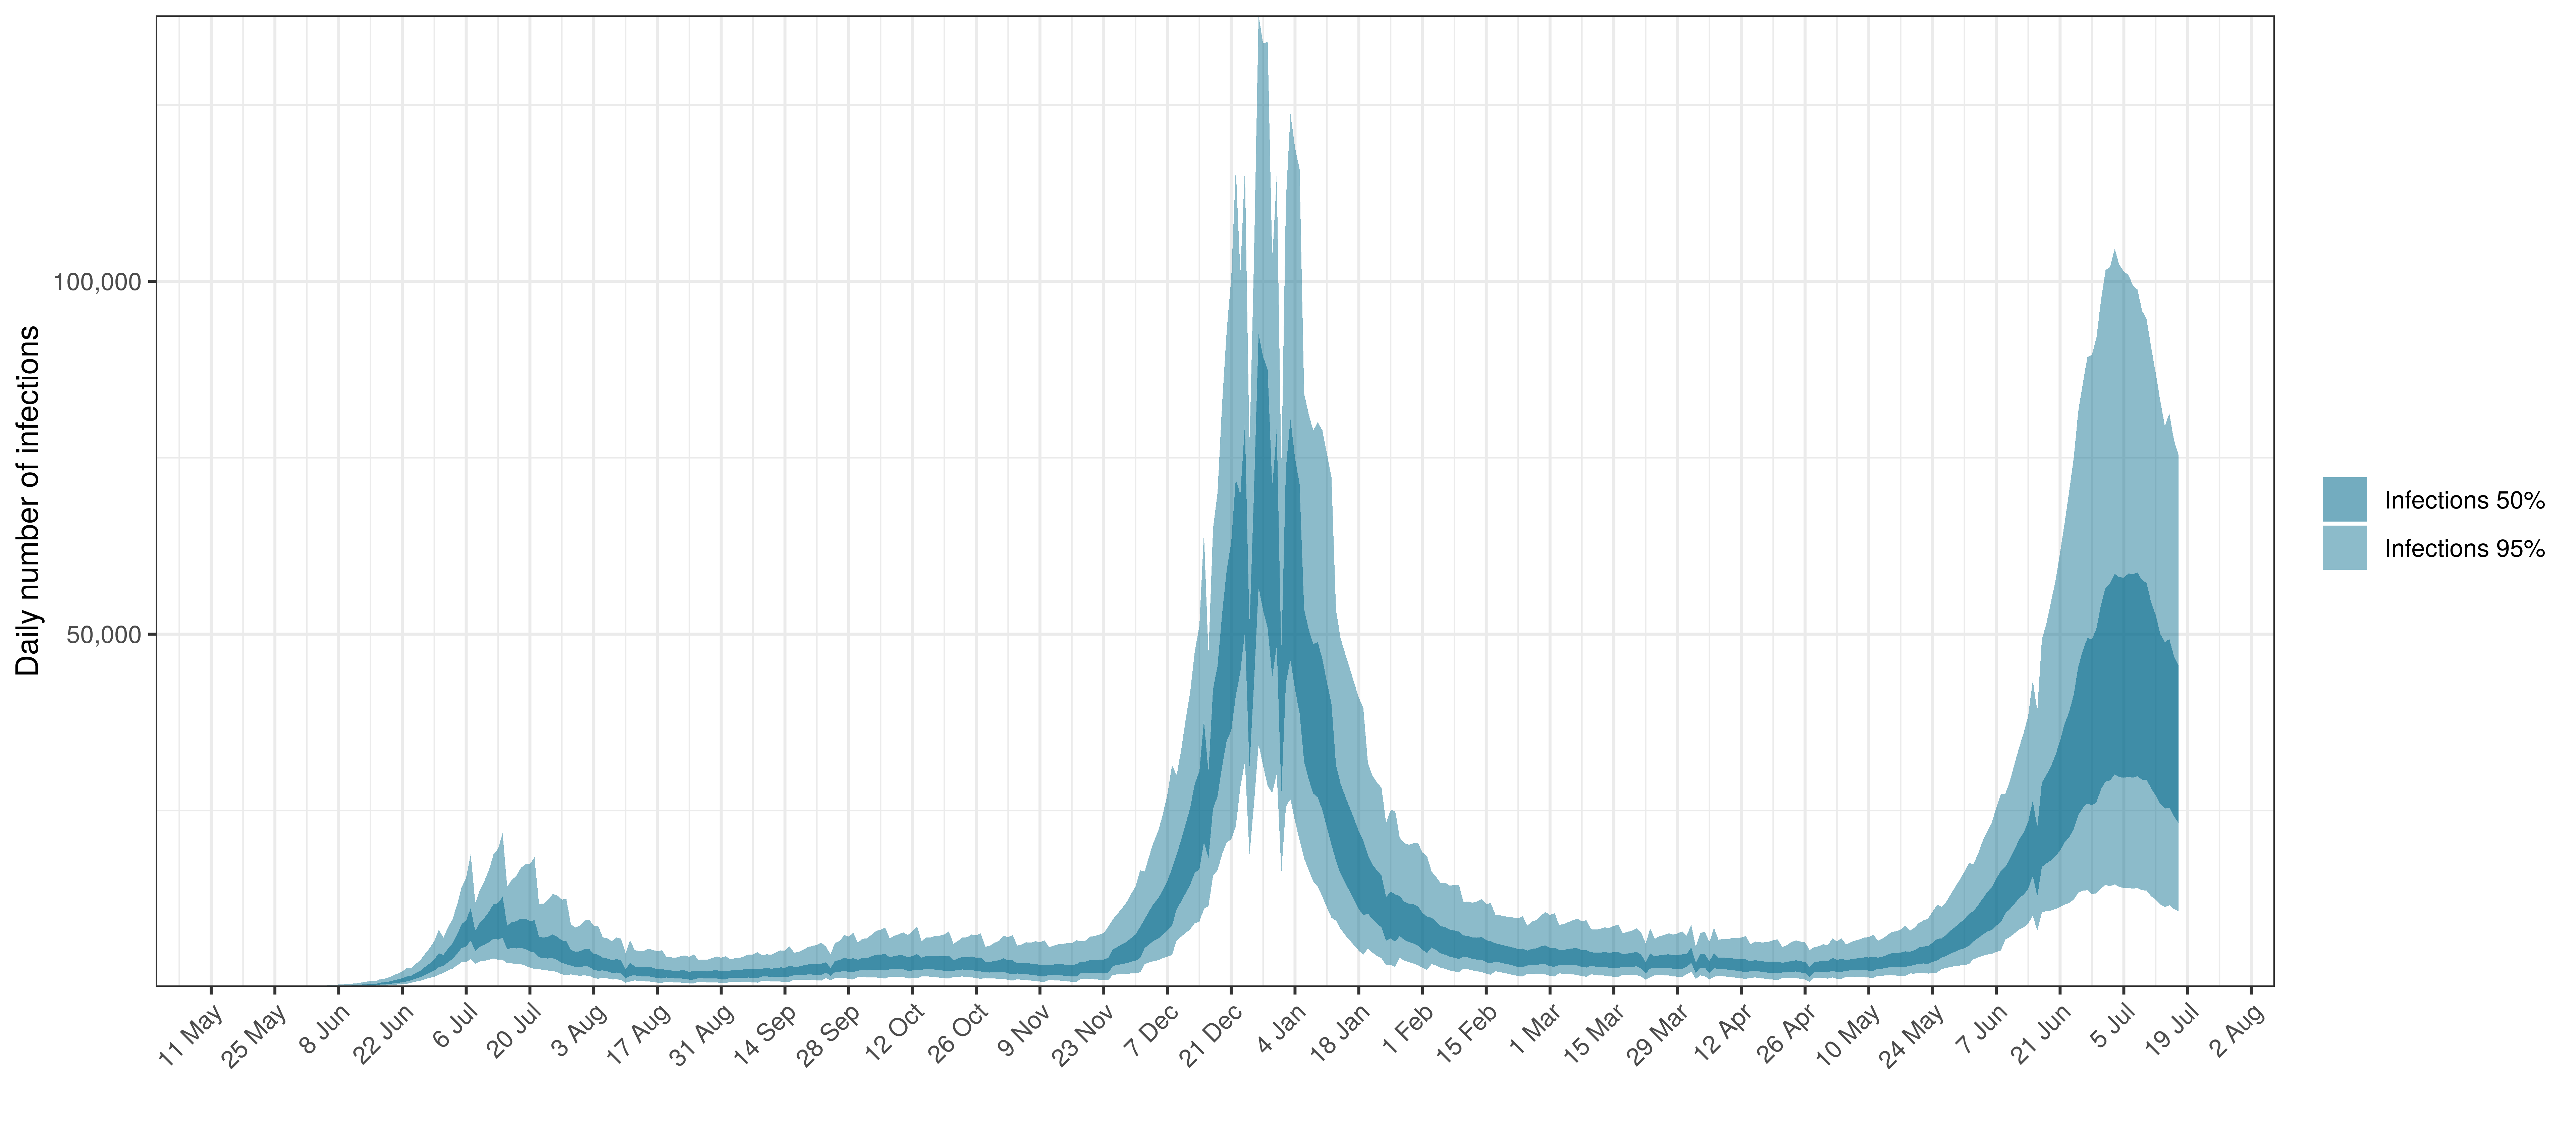 Daily number of infections
100,000
50,000
11 May
25 May
8 Jun
22 Jun
6 Jul
20 Jul
3 Aug
17 Aug
31 Aug
14 Sep
28 Sep
12 Oct
26 Oct
9 Nov
23 Nov
7 Dec
21 Dec
4 Jan
18 Jan
1 Feb
15 Feb
1 Mar
15 Mar
29 Mar
12 Apr
26 Apr
10 May
24 May
7 Jun
21 Jun
5 Jul
19 Jul
2 Aug
Infections 50%
Infections 95%